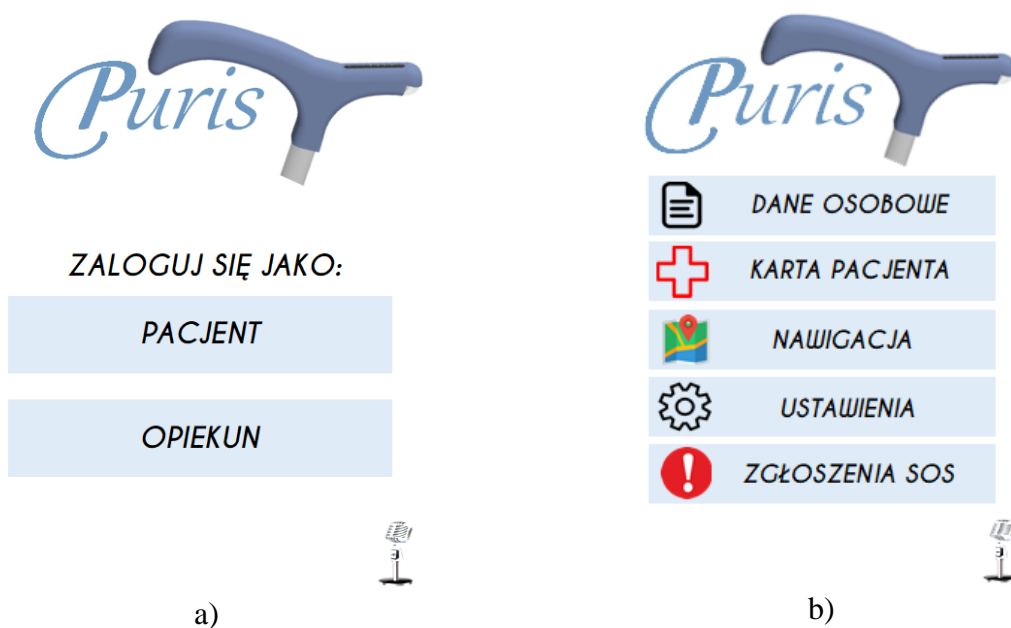 Puris
ZALOGUJ SIĘ JAKO:
PACJENT
OPIEKUN
a)
Puris
DANE OSOBOWE
KARTA PACJENTA
NAWIGACJA
USTAWIENIA
ZGŁOSZENIA SOS
b)